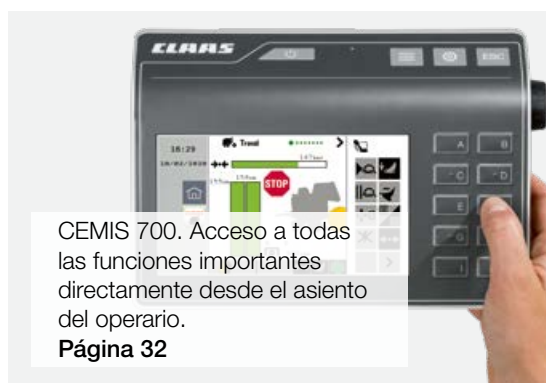 CLAAS
ESC
A
B
18:29
Travel
C
D
STOP
E
G
I
CEMIS 700. Acceso a todas
las funciones importantes
directamente desde el asiento
del operario.
Página 32